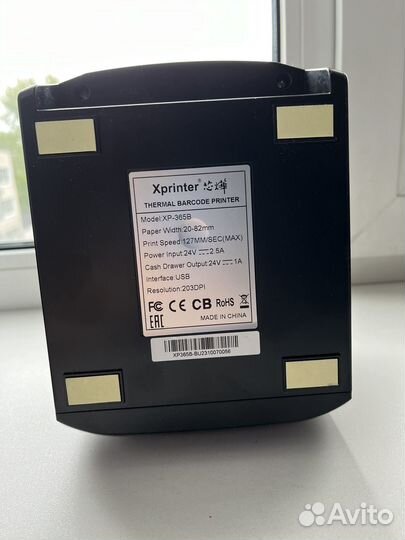 Xprinter® 芯烨
THERMAL BARCODE PRINTER
Model:XP-365B
Paper Width:20-82mm
Print Speed:127MM/SEC(MAX)
Power Input:24V⎓2.5A
Cash Drawer Output:24V⎓1A
Interface:USB
Resolution:203DPI
FC CE CB RoHS
EAC MADE IN CHINA
XP365B-BU2310070056
Avito